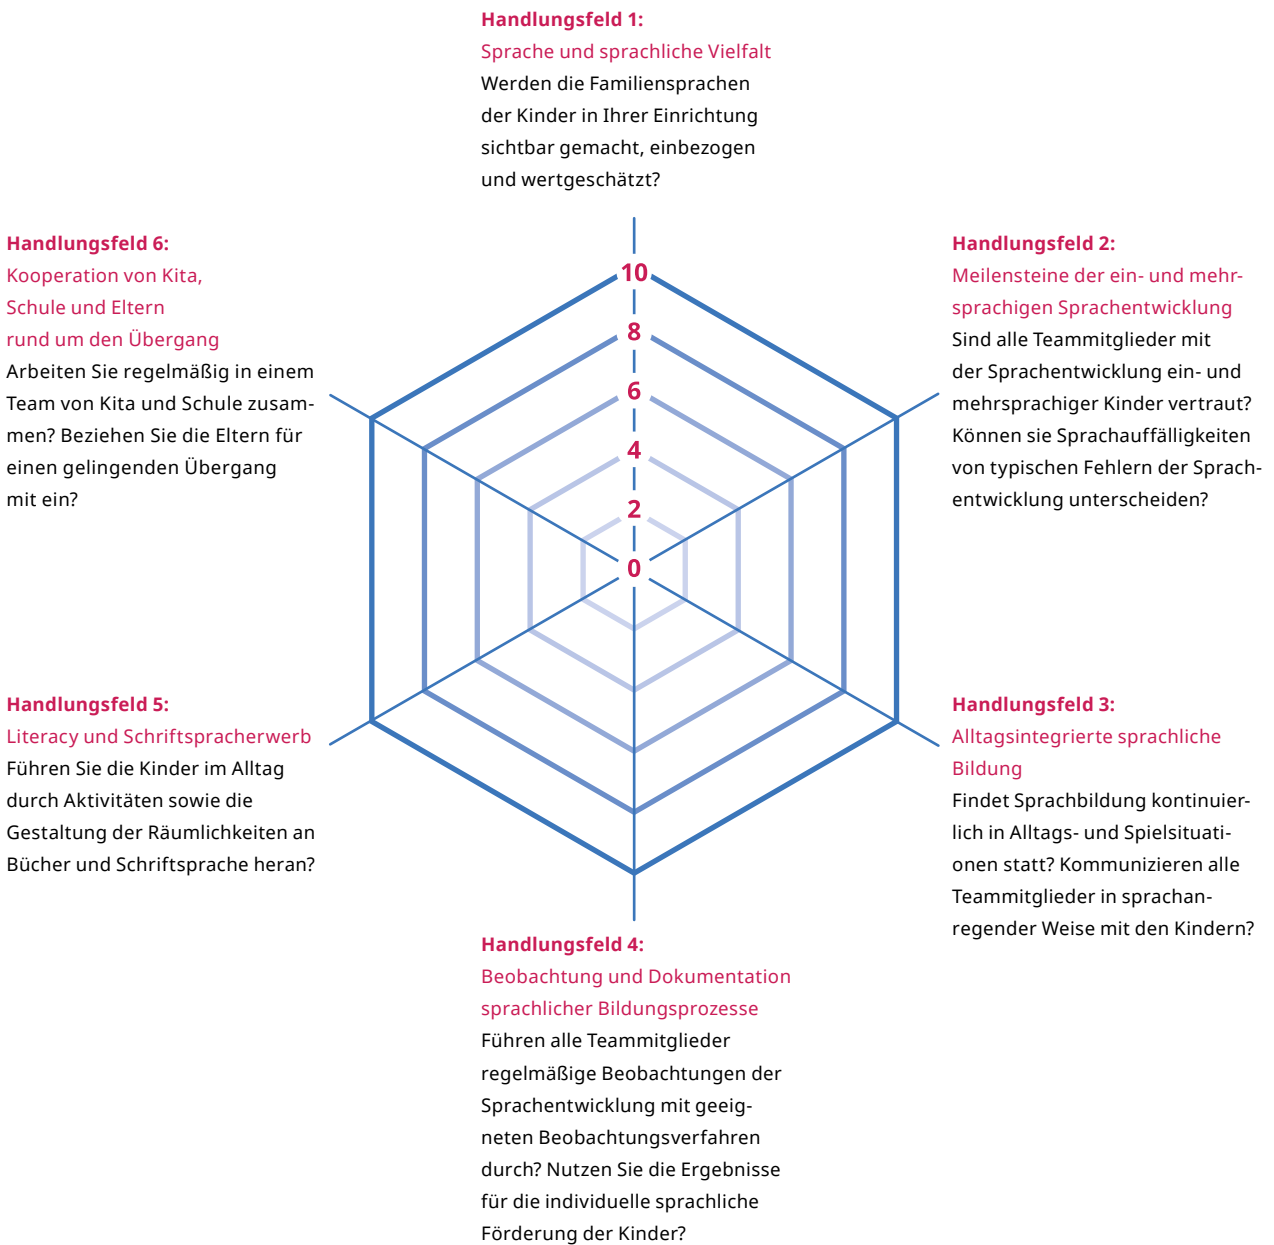 Handlungsfeld 1:
Sprache und sprachliche Vielfalt
Werden die Familiensprachen
der Kinder in Ihrer Einrichtung
sichtbar gemacht, einbezogen
und wertgeschätzt?
Handlungsfeld 6:
Kooperation von Kita,
Schule und Eltern
rund um den Übergang
Arbeiten Sie regelmäßig in einem
Team von Kita und Schule zusam-
men? Beziehen Sie die Eltern für
einen gelingenden Übergang
mit ein?
Handlungsfeld 2:
Meilensteine der ein- und mehr-
sprachigen Sprachentwicklung
Sind alle Teammitglieder mit
der Sprachentwicklung ein- und
mehrsprachiger Kinder vertraut?
Können sie Sprachauffälligkeiten
von typischen Fehlern der Sprach-
entwicklung unterscheiden?
10
8
6
4
2
0
Handlungsfeld 5:
Literacy und Schriftspracherwerb
Führen Sie die Kinder im Alltag
durch Aktivitäten sowie die
Gestaltung der Räumlichkeiten an
Bücher und Schriftsprache heran?
Handlungsfeld 3:
Alltagsintegrierte sprachliche
Bildung
Findet Sprachbildung kontinuier-
lich in Alltags- und Spielsituati-
onen statt? Kommunizieren alle
Teammitglieder in sprachan-
regender Weise mit den Kindern?
Handlungsfeld 4:
Beobachtung und Dokumentation
sprachlicher Bildungsprozesse
Führen alle Teammitglieder
regelmäßige Beobachtungen der
Sprachentwicklung mit geeig-
neten Beobachtungsverfahren
durch? Nutzen Sie die Ergebnisse
für die individuelle sprachliche
Förderung der Kinder?